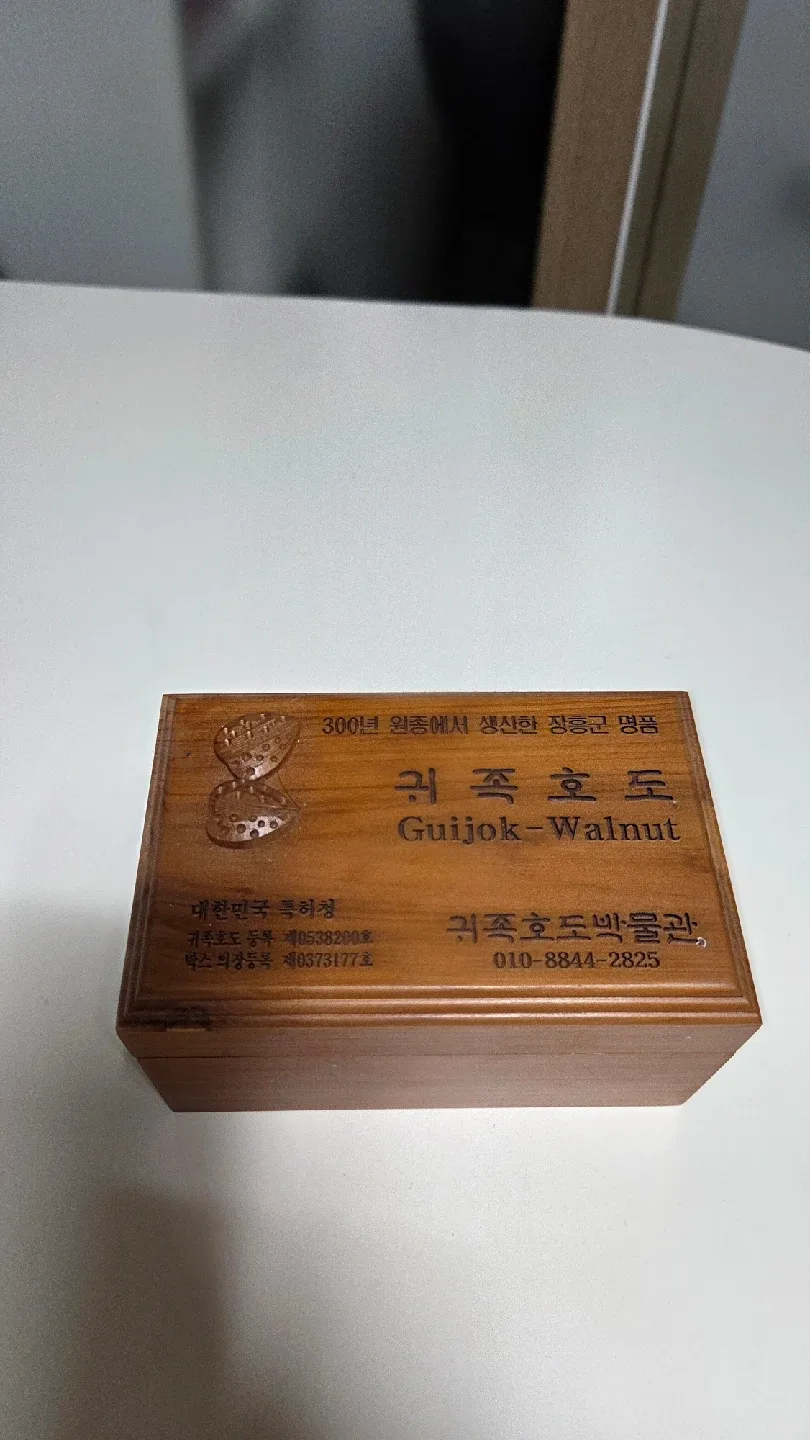 300년 원종에서 생산한 장흥군 명품
귀족호도
Guijok-Walnut
대한민국 특허청
귀족호도 등록 제0538200호
박스 의장등록 제0373177호
귀족호도박물관
010-8844-2825